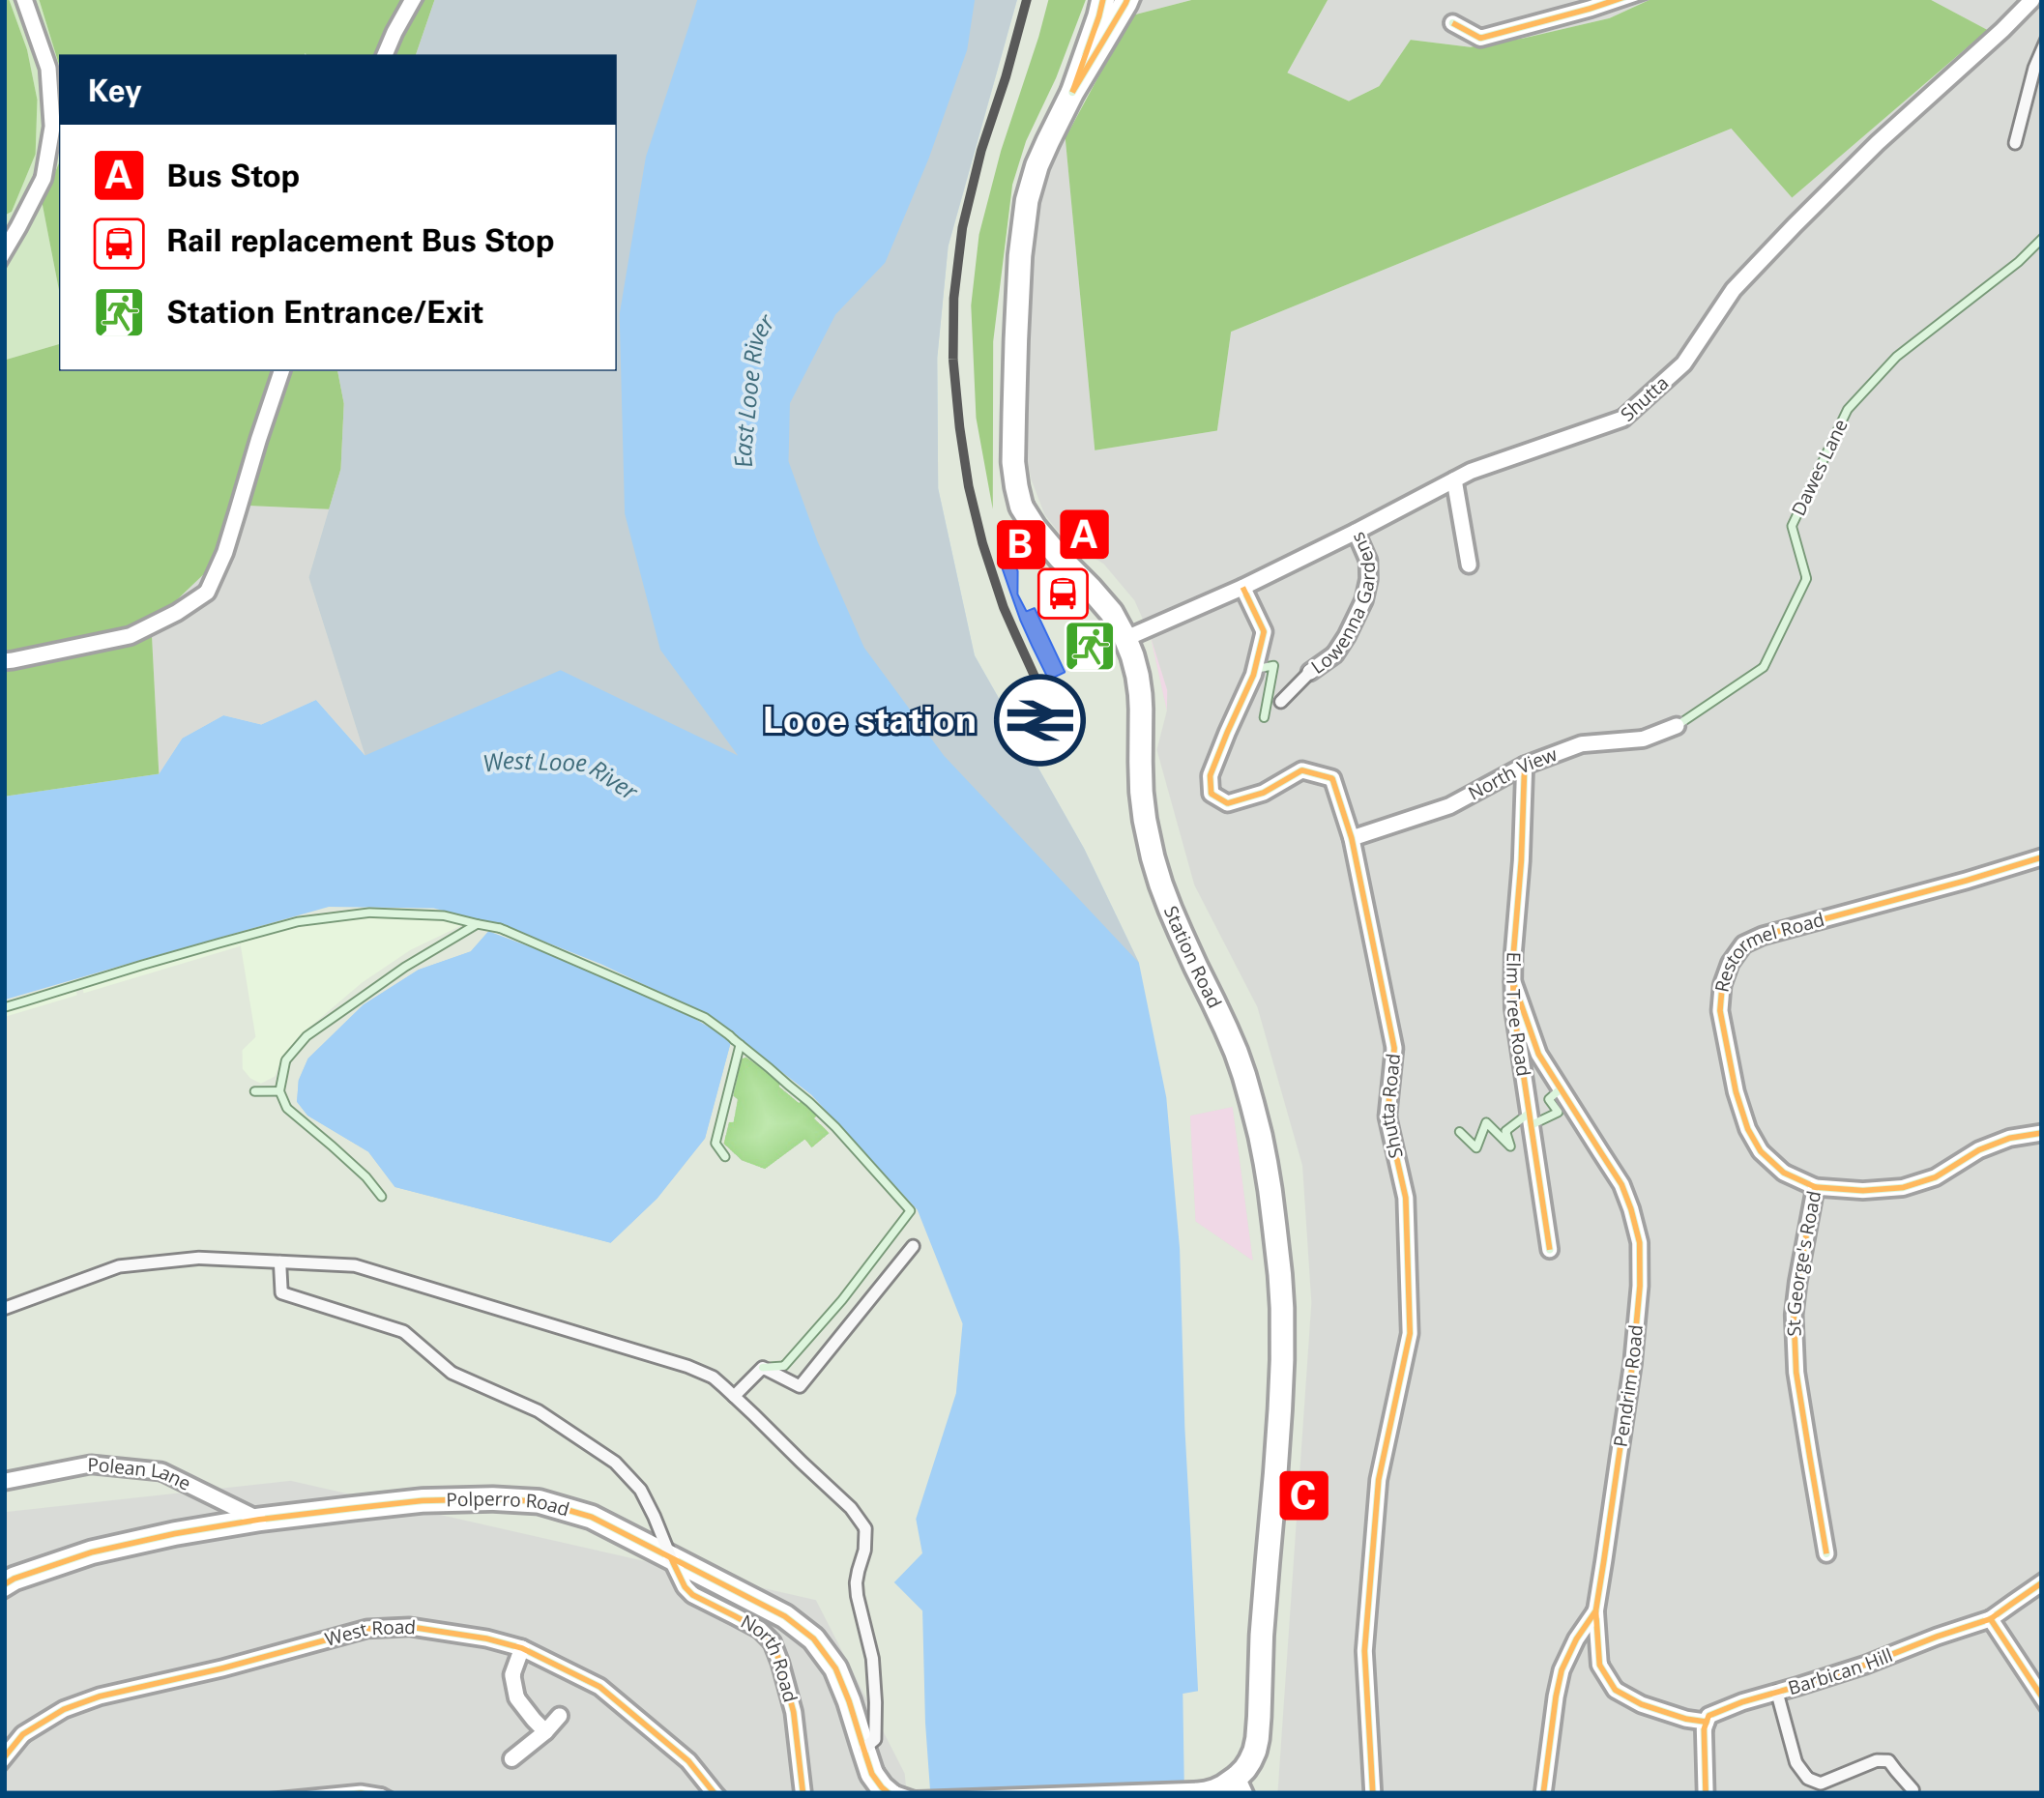 Key
A Bus Stop
Rail replacement Bus Stop
Station Entrance/Exit
East Looe River
Shutta
Dawes Lane
B
A
Lowenna Gardens
Looe station
West Looe River
North View
Station Road
Restormel Road
Elm Tree Road
Shutta Road
St George's Road
Pendrim Road
Polean Lane
Polperro Road
C
West Road
North Road
Barbican Hill